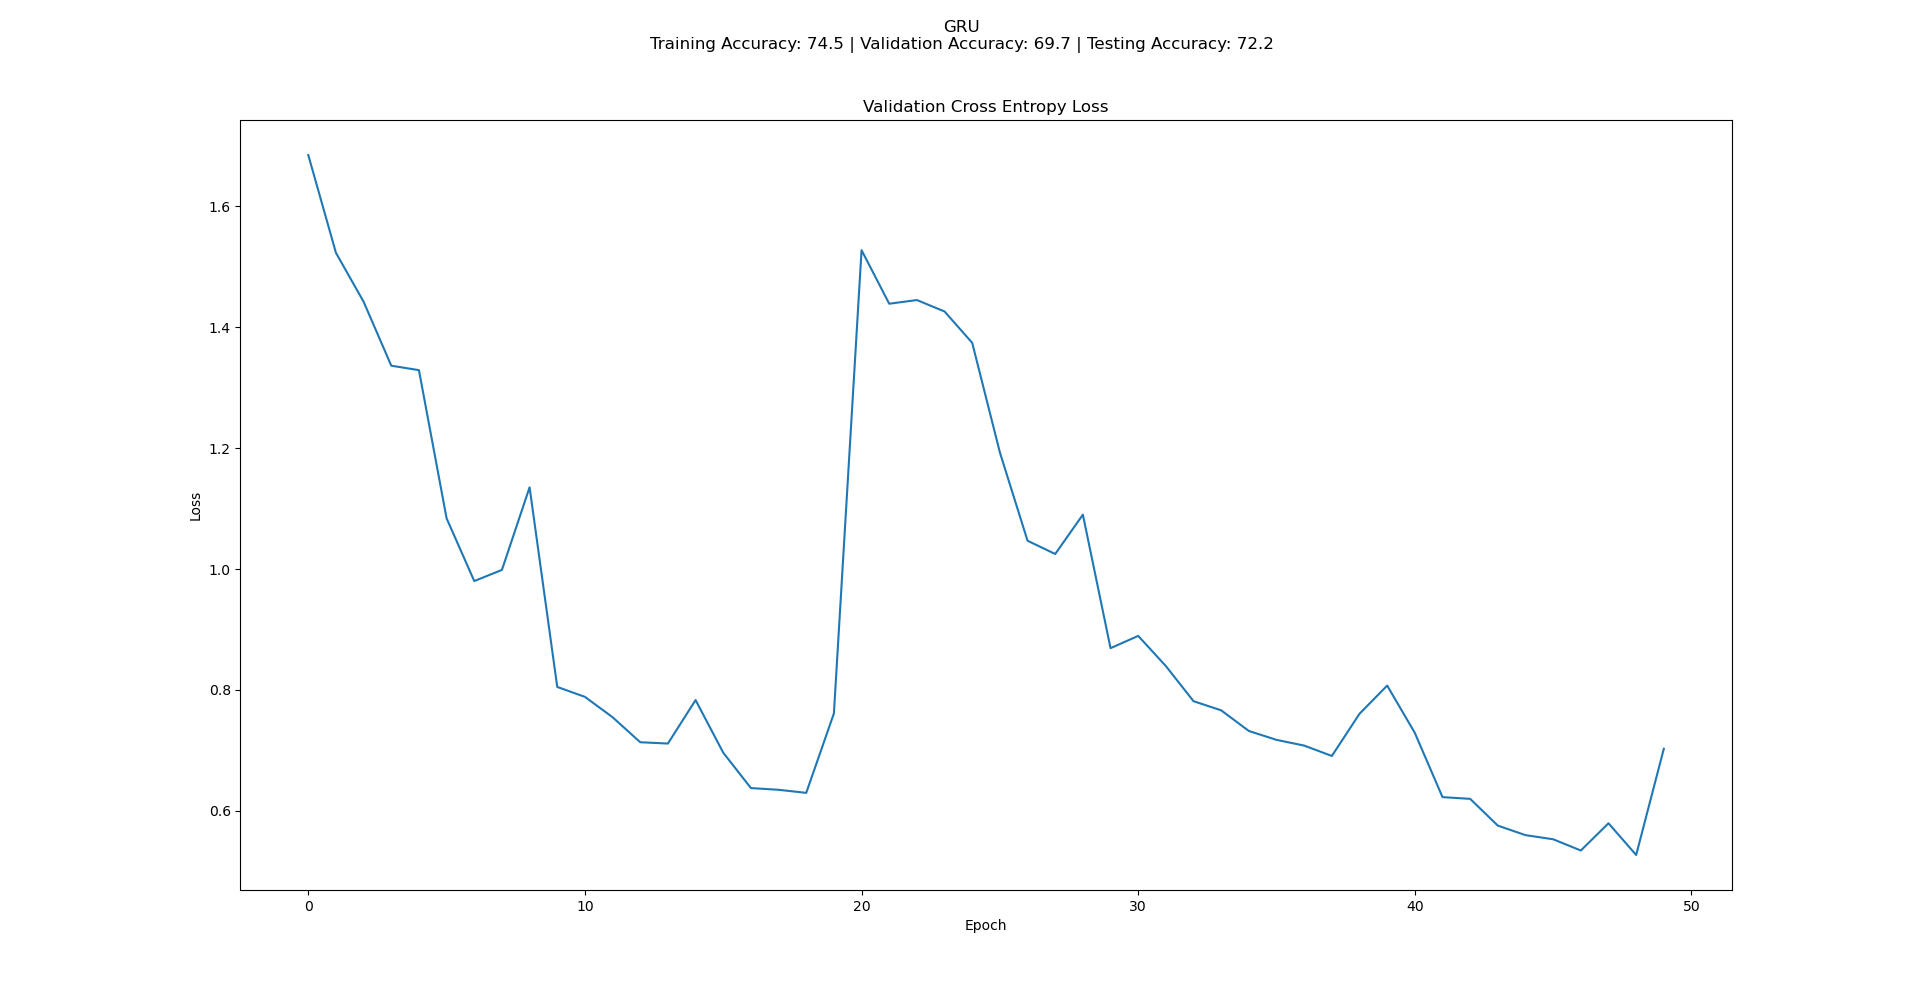 GRU
Training Accuracy: 74.5 | Validation Accuracy: 69.7 | Testing Accuracy: 72.2
Validation Cross Entropy Loss
1.6
1.4
1.2
1.0
0.8
0.6
Loss
0 10 20 30 40 50
Epoch